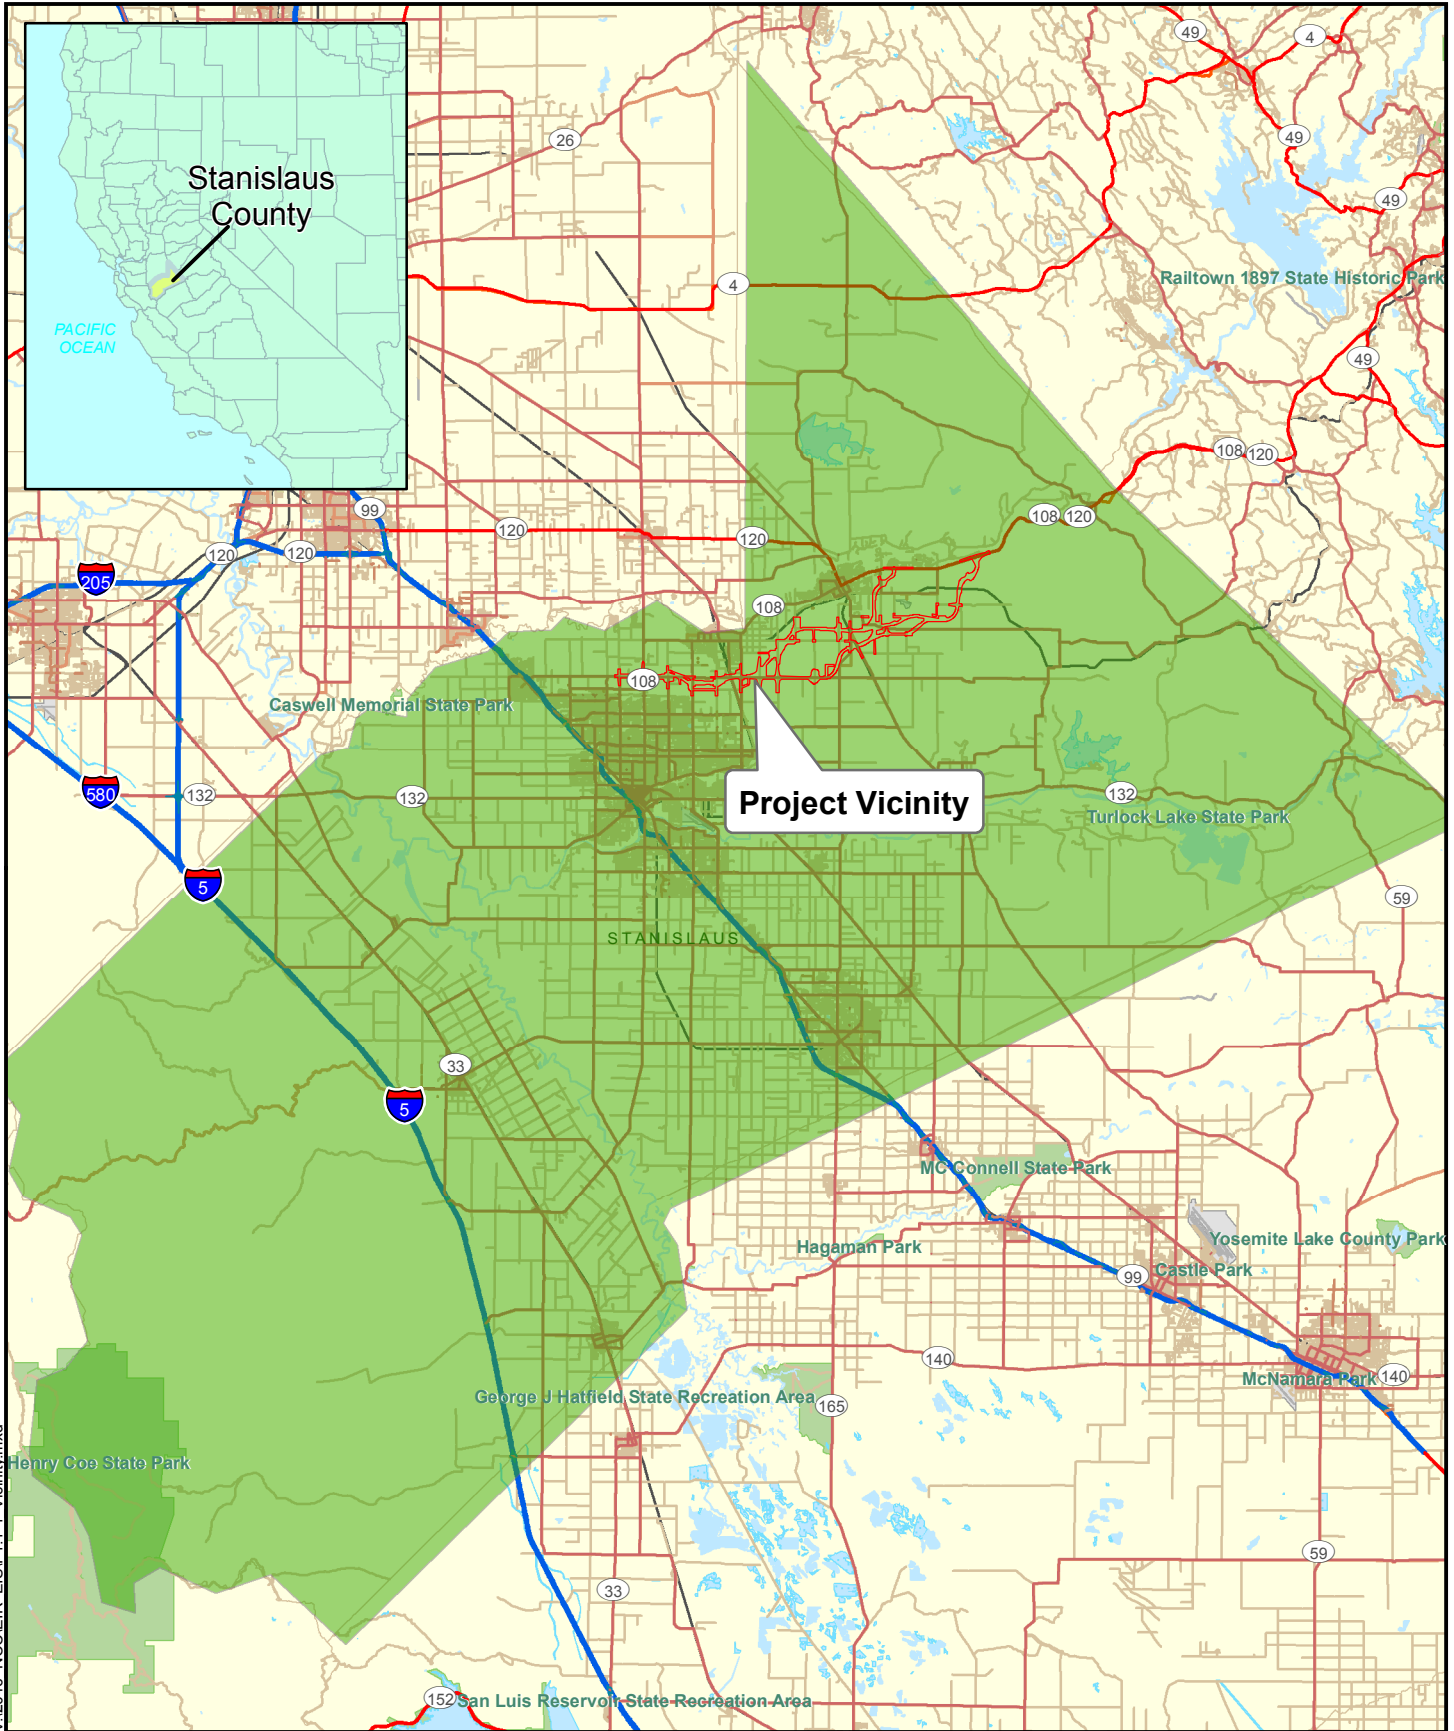 49
4
26
49
Stanislaus
County
49
Railtown 1897 State Historic Park
4
PACIFIC
OCEAN
49
108
120
99
120
108
120
120
120
120
205
108
108
Caswell Memorial State Park
580
132
132
132
Project Vicinity
Turlock Lake State Park
5
59
STANISLAUS
33
5
MC Connell State Park
Yosemite Lake County Park
Hagaman Park
Castle Park
99
140
140
McNamara Park
George J Hatfield State Recreation Area
165
Henry Coe State Park
59
33
152
San Luis Reservoir State Recreation Area